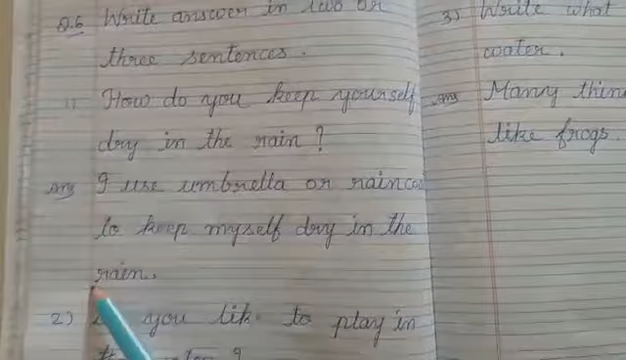 Q.6 Write answer in two or
three sentences.
1) How do you keep yourself
dry in the rain?
Ans I use umbrella or raincoa
to keep myself dry in the
rain.
2) you like to play in
3) Write what
water.
Ans Many thin
like frogs.